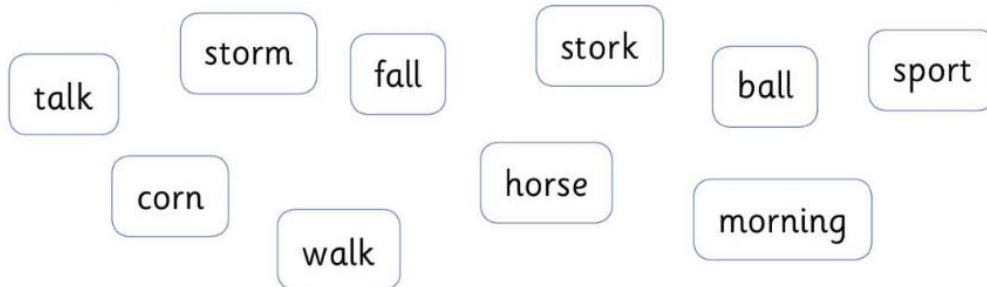 storm
fall
stork
ball
sport
talk
corn
horse
morning
walk